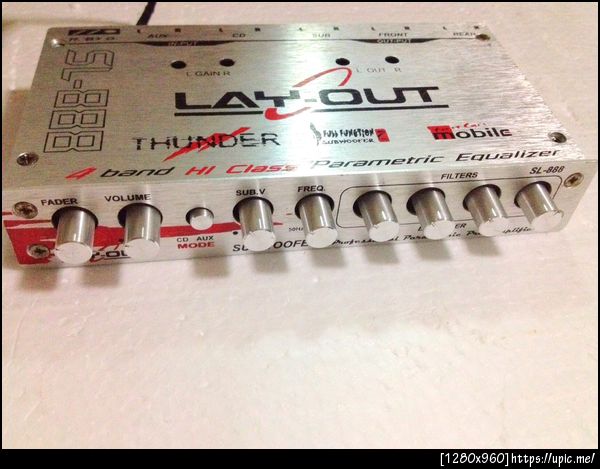 AUX CD SUB FRONT REAR
IN-PUT OUT-PUT
L GAIN R L OUT R
LAY-OUT
THUNDER FULL FUNCTION
SUBWOOFER
mobile
4 band Hi Class Parametric Equalizer
FADER VOLUME SUB.V FREQ. FILTERS SL-888
CD AUX
MODE
Professional Parametric
[1280x960]https://upic.me/